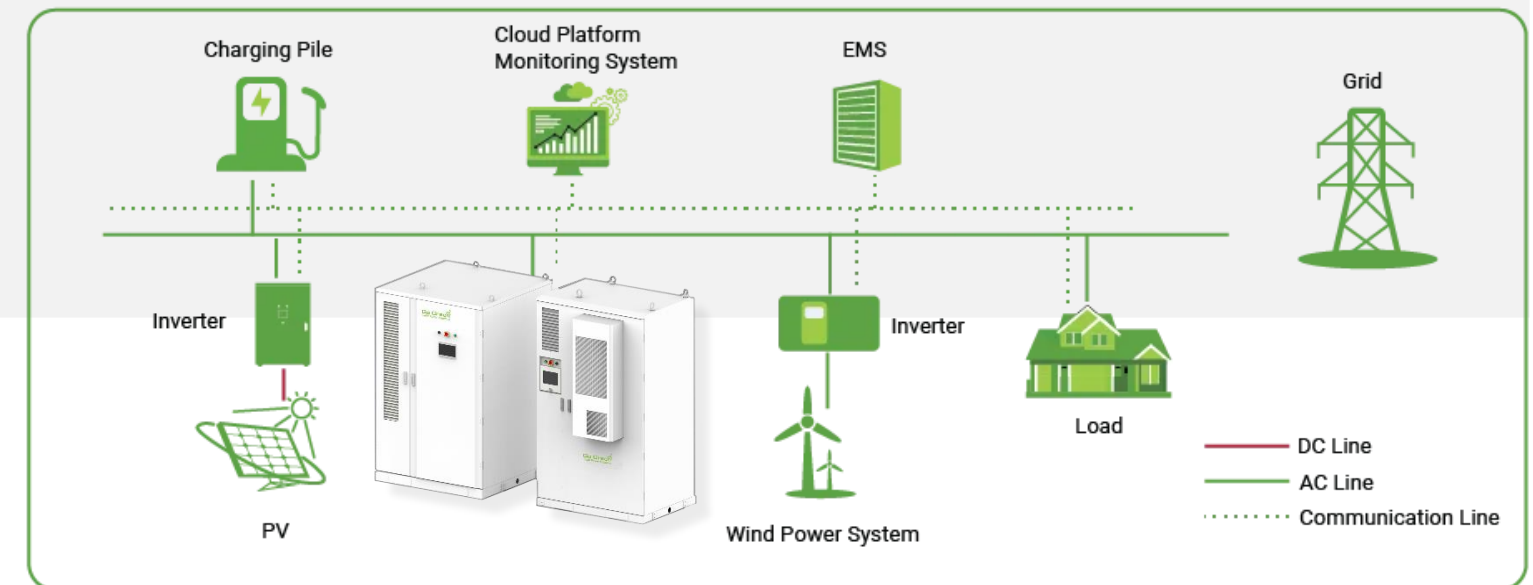 Charging Pile
Cloud Platform
Monitoring System
EMS
Grid
Inverter
Inverter
Load
PV
Wind Power System
DC Line
AC Line
Communication Line